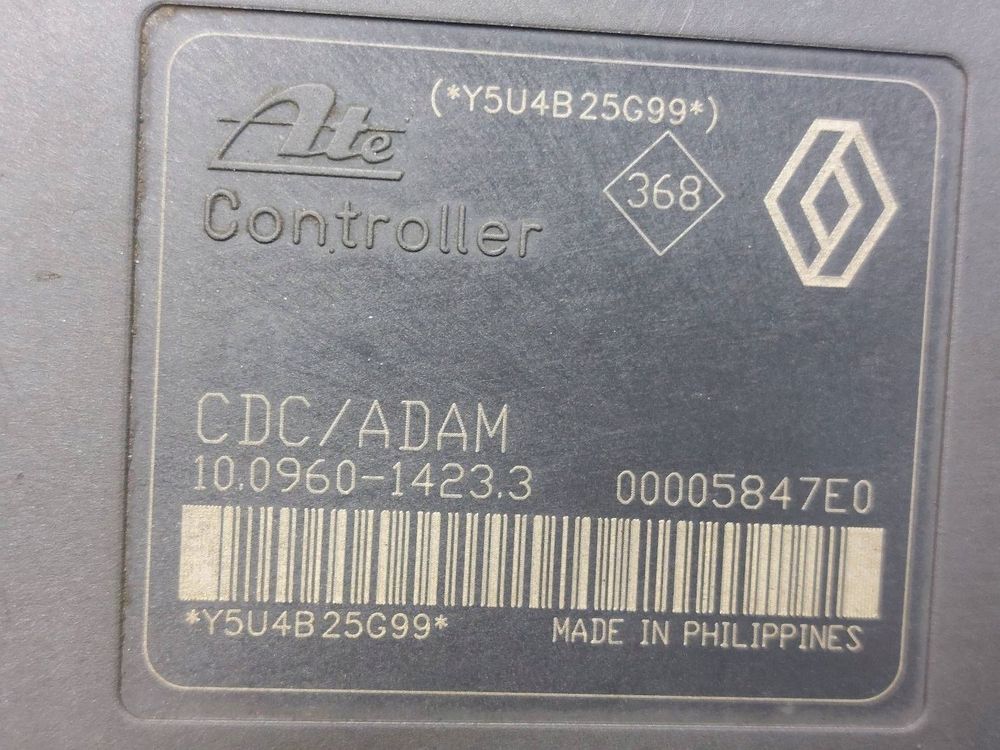 Ate
(*Y5U4B25G99*)
368
Controller
CDC/ADAM
10.0960-1423.3 00005847E0
*Y5U4B25G99*
MADE IN PHILIPPINES